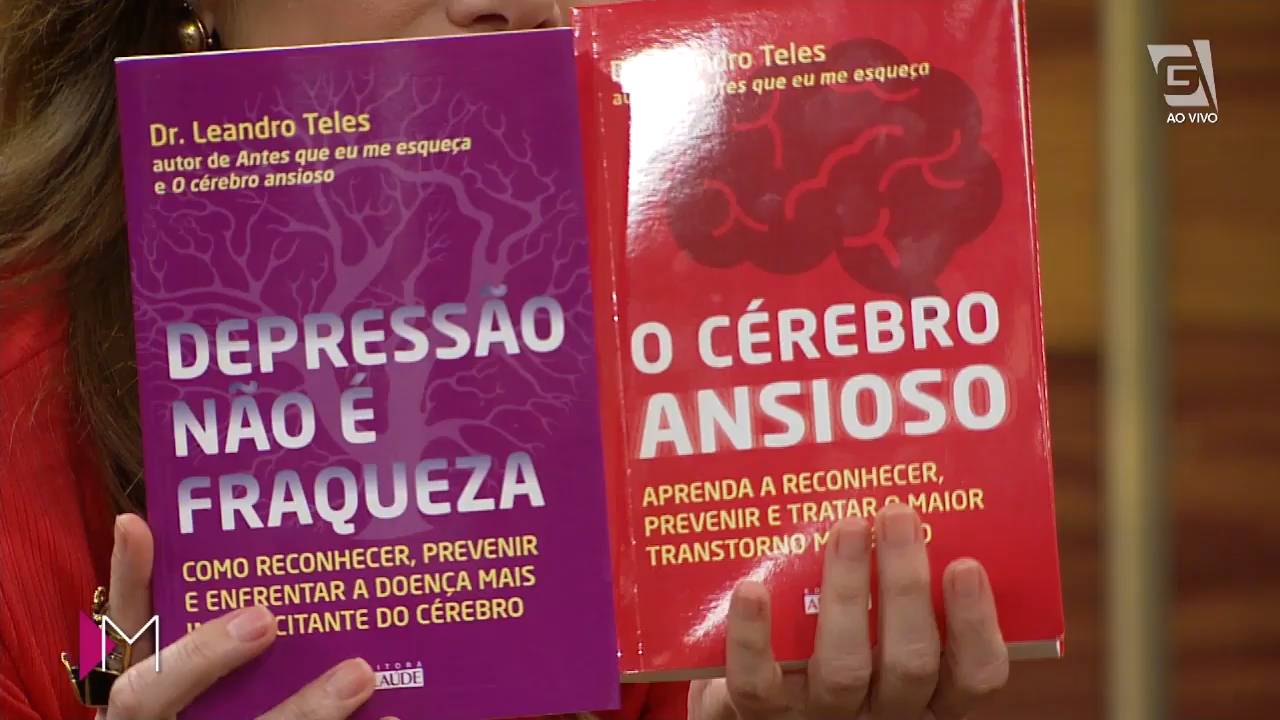 Dr. Leandro Teles
autor de Antes que eu me esqueça
e O cérebro ansioso
DEPRESSÃO
NÃO É
FRAQUEZA
COMO RECONHECER, PREVENIR
E ENFRENTAR A DOENÇA MAIS
DO CÉREBRO
Teles
que eu me esqueça
O CÉREBRO
ANSIOSO
APRENDA A RECONHECER,
PREVENIR E TRATAR O MAIOR
TRANSTORNO
G
AO VIVO
M